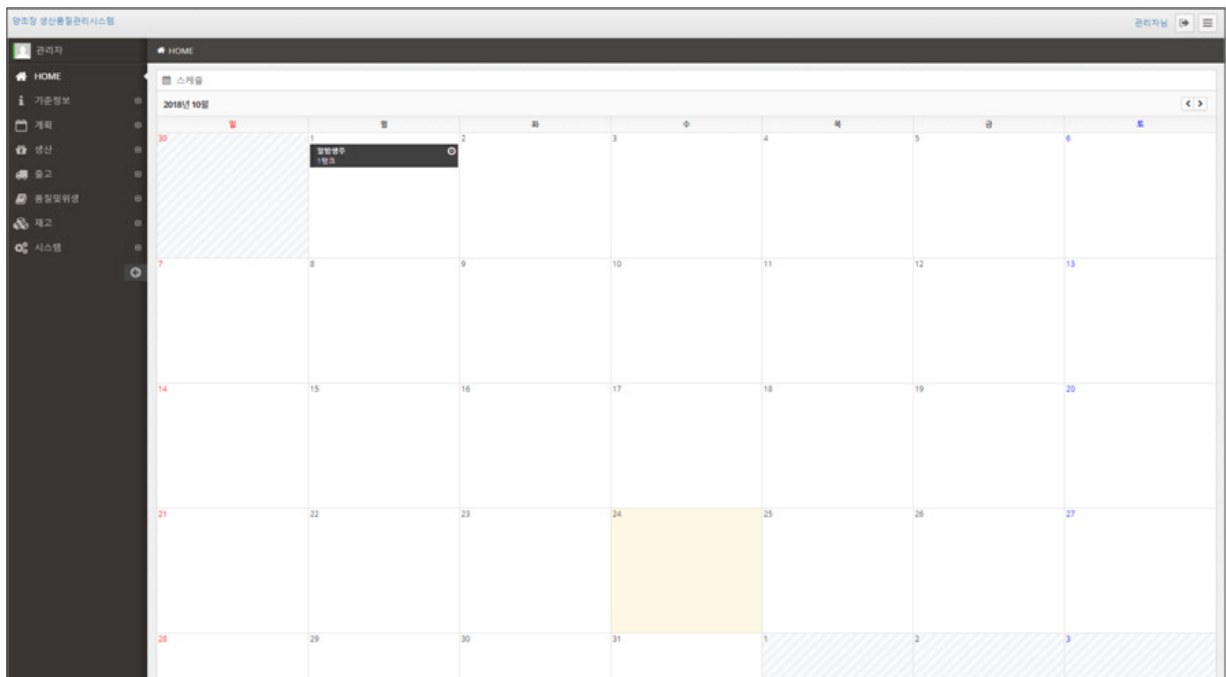 양조장 생산품질관리시스템
관리자님
관리자
HOME
HOME
기준정보
계획
생산
출고
품질및위생
재고
시스템
스케줄
2018년 10월
일 월 화 수 목 금 토
30 1 2 3 4 5 6
알밤생주
1탱크
7 8 9 10 11 12 13
14 15 16 17 18 19 20
21 22 23 24 25 26 27
28 29 30 31 1 2 3